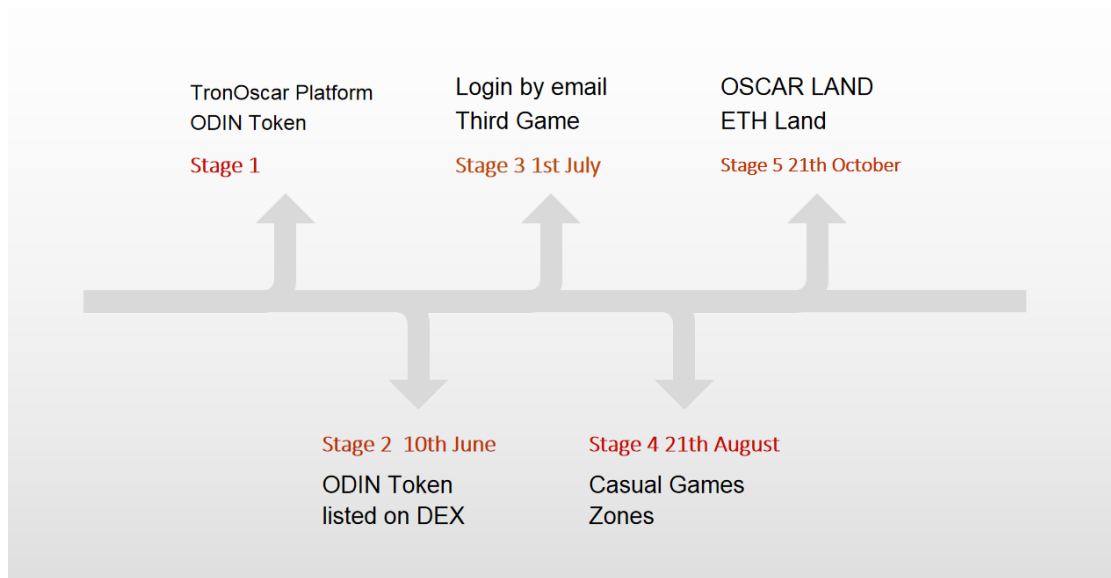 TronOscar Platform
ODIN Token
Stage 1
Login by email
Third Game
Stage 3 1st July
OSCAR LAND
ETH Land
Stage 5 21th October
Stage 2  10th June
ODIN Token
listed on DEX
Stage 4 21th August
Casual Games
Zones